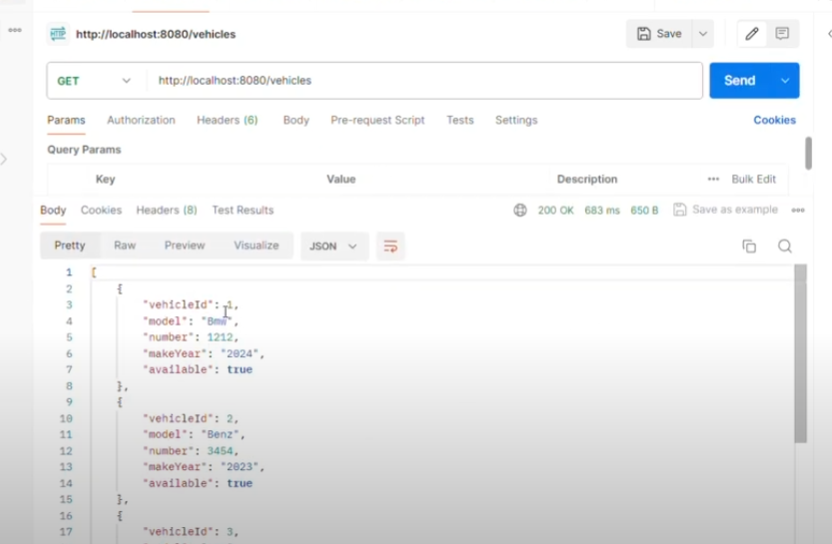 HTTP http://localhost:8080/vehicles Save
GET http://localhost:8080/vehicles Send
Params Authorization Headers (6) Body Pre-request Script Tests Settings Cookies
Query Params
Key Value Description Bulk Edit
Body Cookies Headers (8) Test Results 200 OK 683 ms 650 B Save as example
Pretty Raw Preview Visualize JSON
1 [
2 {
3 "vehicleId": 1,
4 "model": "Bmw",
5 "number": 1212,
6 "makeYear": "2024",
7 "available": true
8 },
9 {
10 "vehicleId": 2,
11 "model": "Benz",
12 "number": 3454,
13 "makeYear": "2023",
14 "available": true
15 },
16 {
17 "vehicleId": 3,